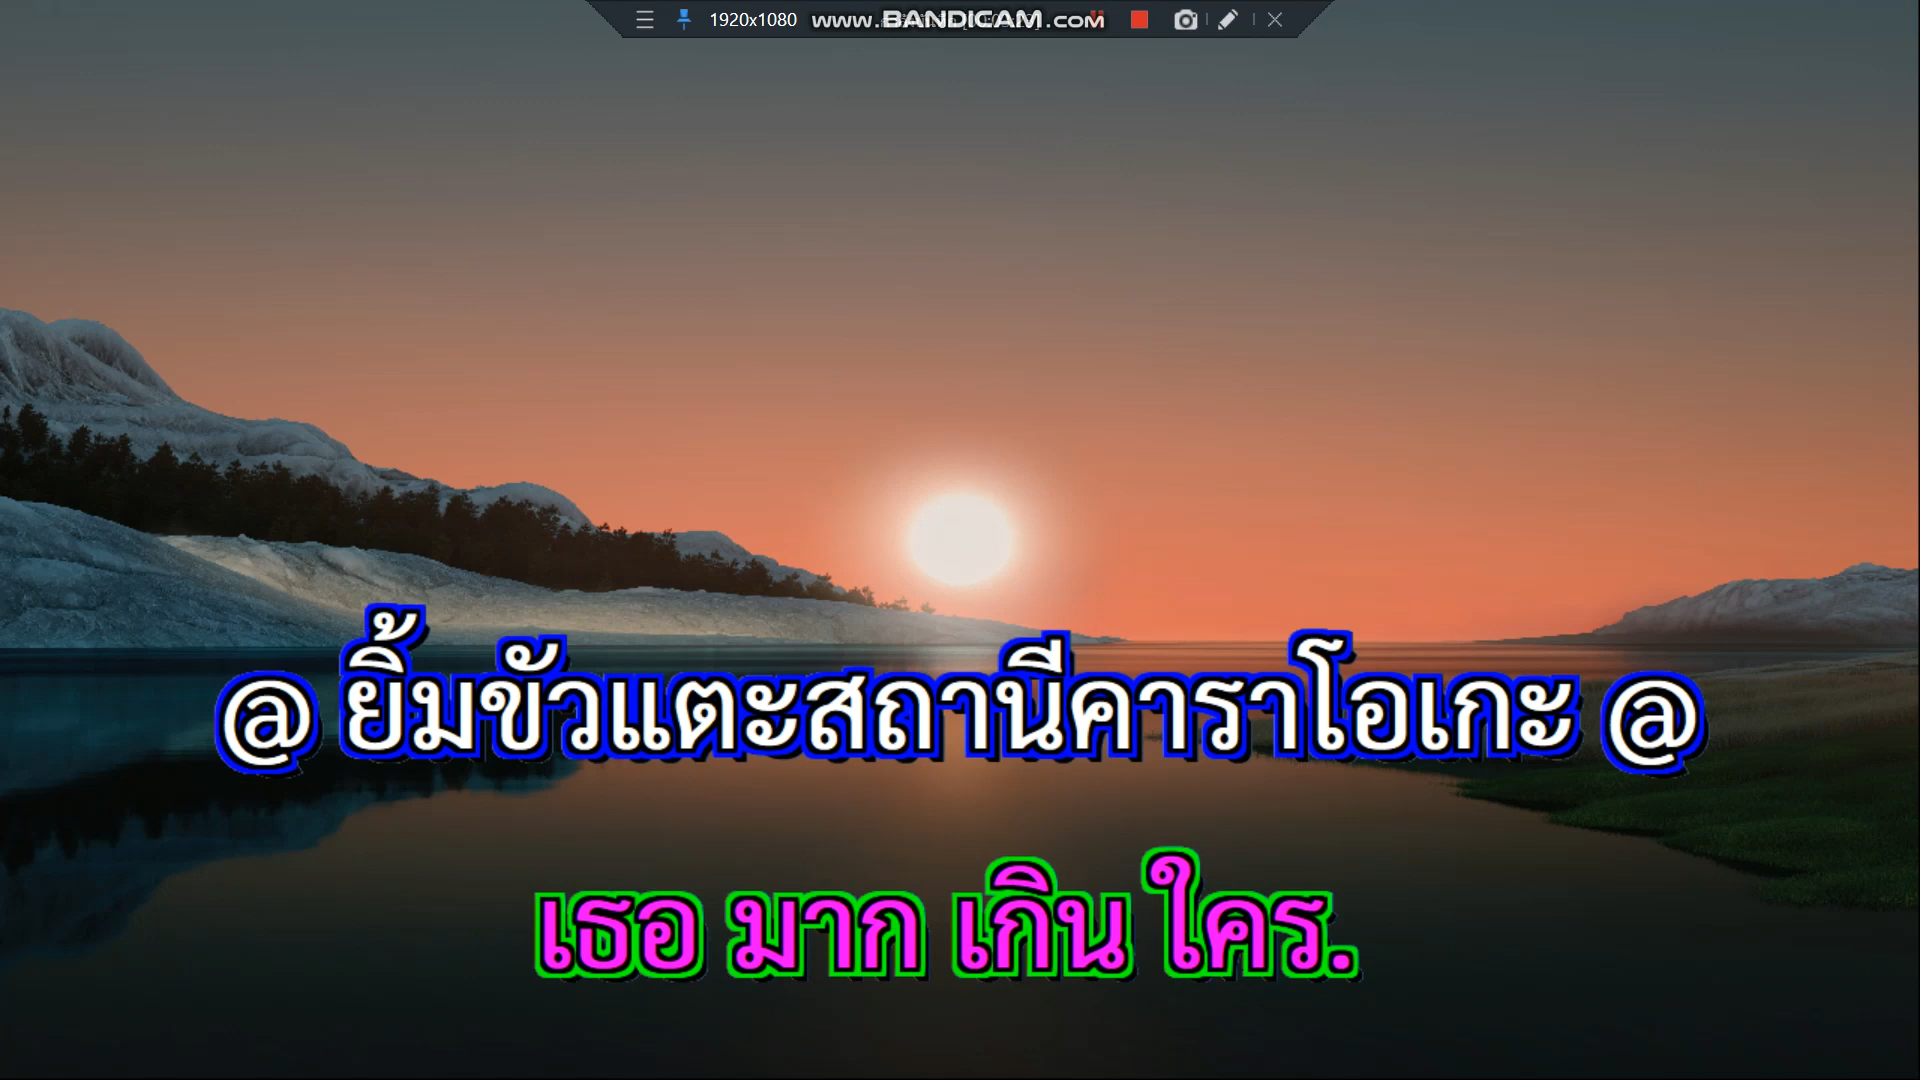 1920x1080 www.BANDICAM.com
@ ยิ้มขัวแตะสถานีคาราโอเกะ @
เธอ มาก เกิน ใคร.